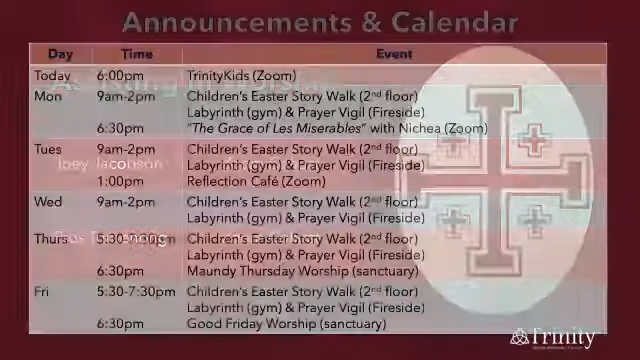 Announcements & Calendar
Day Time Event
Today 6:00pm TrinityKids (Zoom)
Mon 9am-2pm Children's Easter Story Walk (2nd floor)
Labyrinth (gym) & Prayer Vigil (Fireside)
6:30pm "The Grace of Les Miserables" with Nichea (Zoom)
Tues 9am-2pm Children's Easter Story Walk (2nd floor)
Labyrinth (gym) & Prayer Vigil (Fireside)
1:00pm Reflection Café (Zoom)
Wed 9am-2pm Children's Easter Story Walk (2nd floor)
Labyrinth (gym) & Prayer Vigil (Fireside)
Thurs 5:30-7:30pm Children's Easter Story Walk (2nd floor)
Labyrinth (gym) & Prayer Vigil (Fireside)
6:30pm Maundy Thursday Worship (sanctuary)
Fri 5:30-7:30pm Children's Easter Story Walk (2nd floor)
Labyrinth (gym) & Prayer Vigil (Fireside)
6:30pm Good Friday Worship (sanctuary)
Trinity